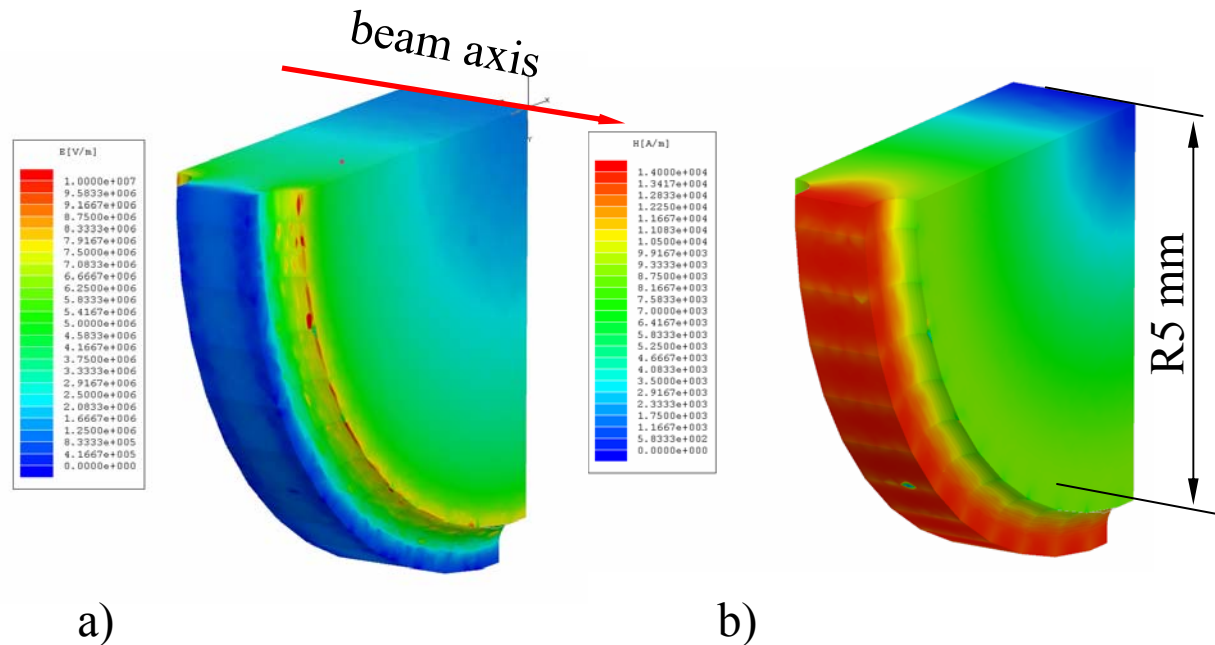 beam axis
X
Y
E[V/m]
1.0000e+007
9.5833e+006
9.1667e+006
8.7500e+006
8.3333e+006
7.9167e+006
7.5000e+006
7.0833e+006
6.6667e+006
6.2500e+006
5.8333e+006
5.4167e+006
5.0000e+006
4.5833e+006
4.1667e+006
3.7500e+006
3.3333e+006
2.9167e+006
2.5000e+006
2.0833e+006
1.6667e+006
1.2500e+006
8.3333e+005
4.1667e+005
0.0000e+000
H[A/m]
1.4000e+004
1.3417e+004
1.2833e+004
1.2250e+004
1.1667e+004
1.1083e+004
1.0500e+004
9.9167e+003
9.3333e+003
8.7500e+003
8.1667e+003
7.5833e+003
7.0000e+003
6.4167e+003
5.8333e+003
5.2500e+003
4.6667e+003
4.0833e+003
3.5000e+003
2.9167e+003
2.3333e+003
1.7500e+003
1.1667e+003
5.8333e+002
0.0000e+000
R5 mm
a)
b)